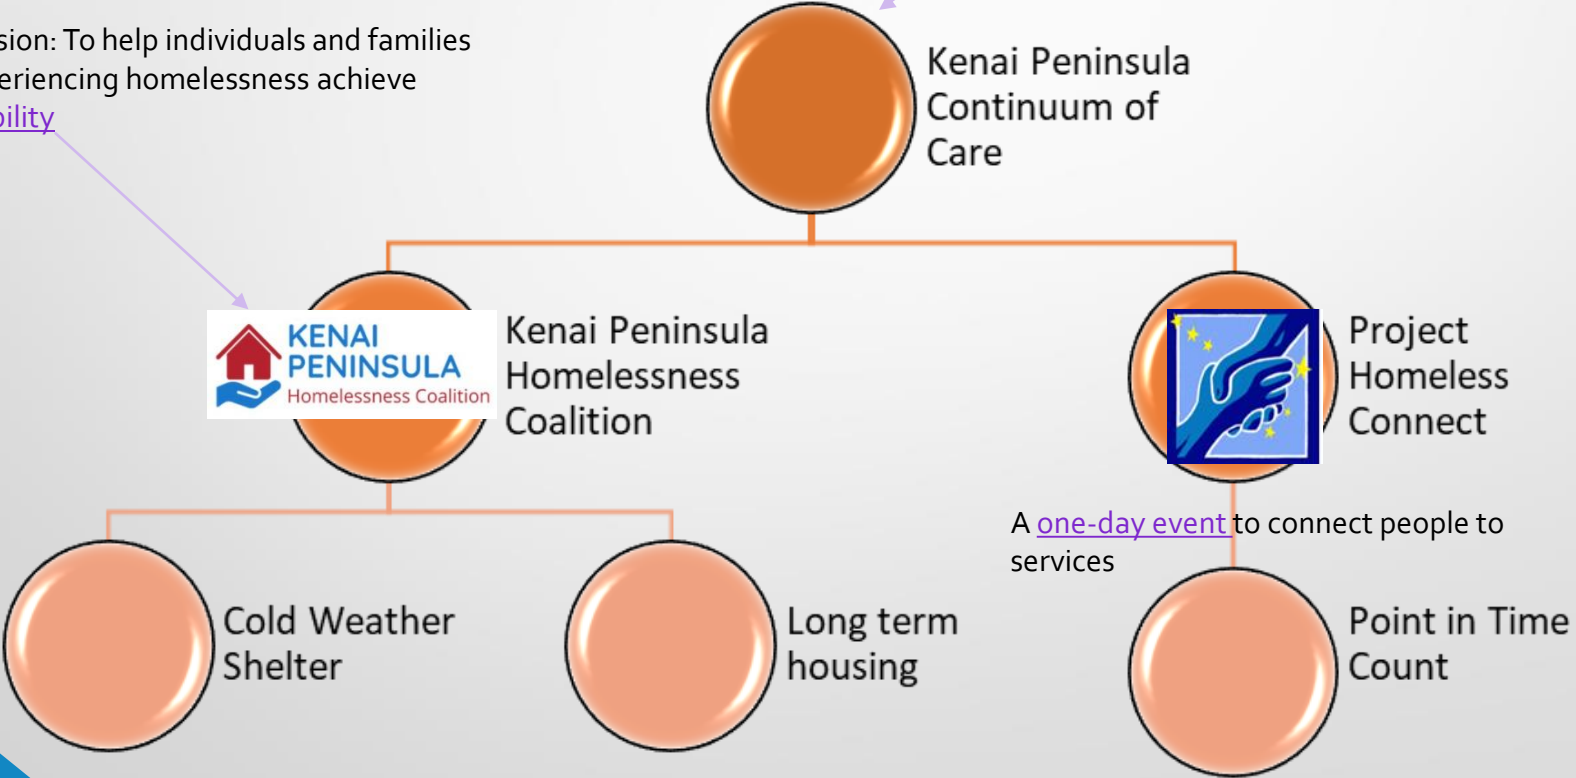 sion: To help individuals and families
eriencing homelessness achieve
bility
Kenai Peninsula
Continuum of
Care
KENAI
PENINSULA
Homelessness Coalition
Kenai Peninsula
Homelessness
Coalition
Project
Homeless
Connect
A one-day event to connect people to
services
Cold Weather
Shelter
Long term
housing
Point in Time
Count